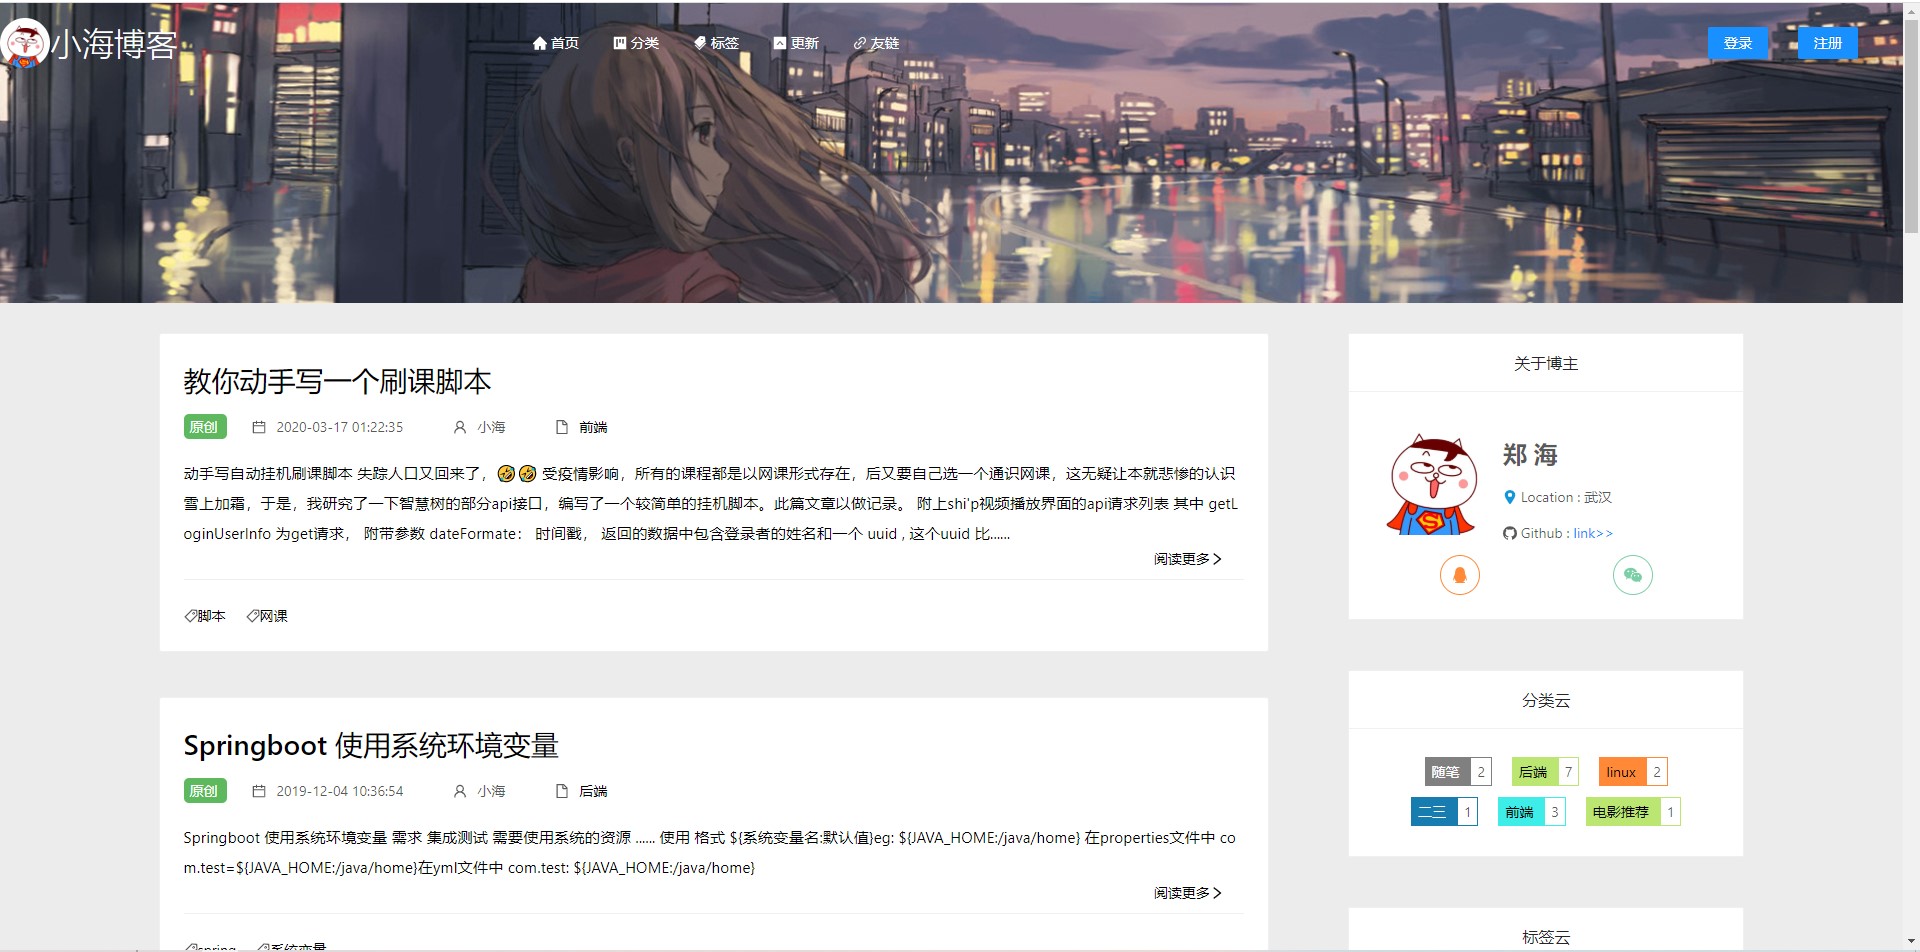 小海博客
首页 分类 标签 更新 友链
登录 注册
教你动手写一个刷课脚本
原创 2020-03-17 01:22:35 小海 前端
动手写自动挂机刷课脚本 失踪人口又回来了，🤣🤣 受疫情影响，所有的课程都是以网课形式存在，后又要自己选一个通识网课，这无疑让本就悲惨的认识
雪上加霜，于是，我研究了一下智慧树的部分api接口，编写了一个较简单的挂机脚本。此篇文章以做记录。 附上shi'p视频播放界面的api请求列表 其中 getL
oginUserInfo 为get请求， 附带参数 dateFormate： 时间戳， 返回的数据中包含登录者的姓名和一个 uuid , 这个uuid 比......
阅读更多
脚本 网课
Springboot 使用系统环境变量
原创 2019-12-04 10:36:54 小海 后端
Springboot 使用系统环境变量 需求 集成测试 需要使用系统的资源 ...... 使用 格式 ${系统变量名:默认值}eg: ${JAVA_HOME:/java/home} 在properties文件中 co
m.test=${JAVA_HOME:/java/home}在yml文件中 com.test: ${JAVA_HOME:/java/home}
阅读更多
spring 系统变量
关于博主
郑 海
Location : 武汉
Github : link>>
分类云
随笔 2 后端 7 linux 2
二三 1 前端 3 电影推荐 1
标签云